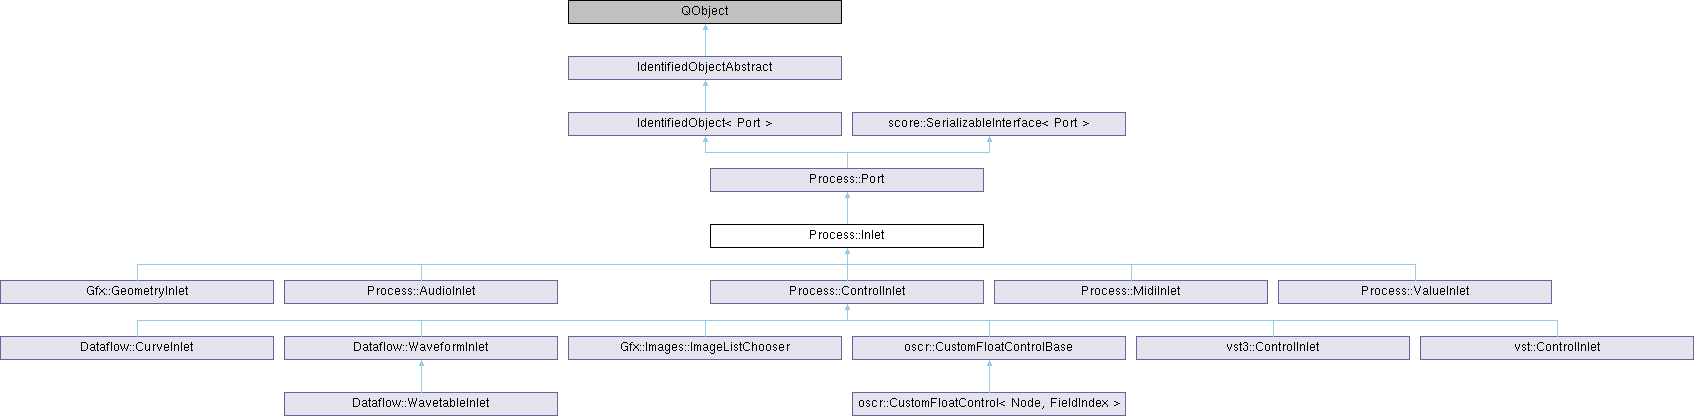 QObject
IdentifiedObjectAbstract
IdentifiedObject< Port >
score::SerializableInterface< Port >
Process::Port
Process::Inlet
Gfx::GeometryInlet
Process::AudioInlet
Process::ControlInlet
Process::MidiInlet
Process::ValueInlet
Dataflow::CurveInlet
Dataflow::WaveformInlet
Gfx::Images::ImageListChooser
oscr::CustomFloatControlBase
vst3::ControlInlet
vst::ControlInlet
Dataflow::WavetableInlet
oscr::CustomFloatControl< Node, FieldIndex >